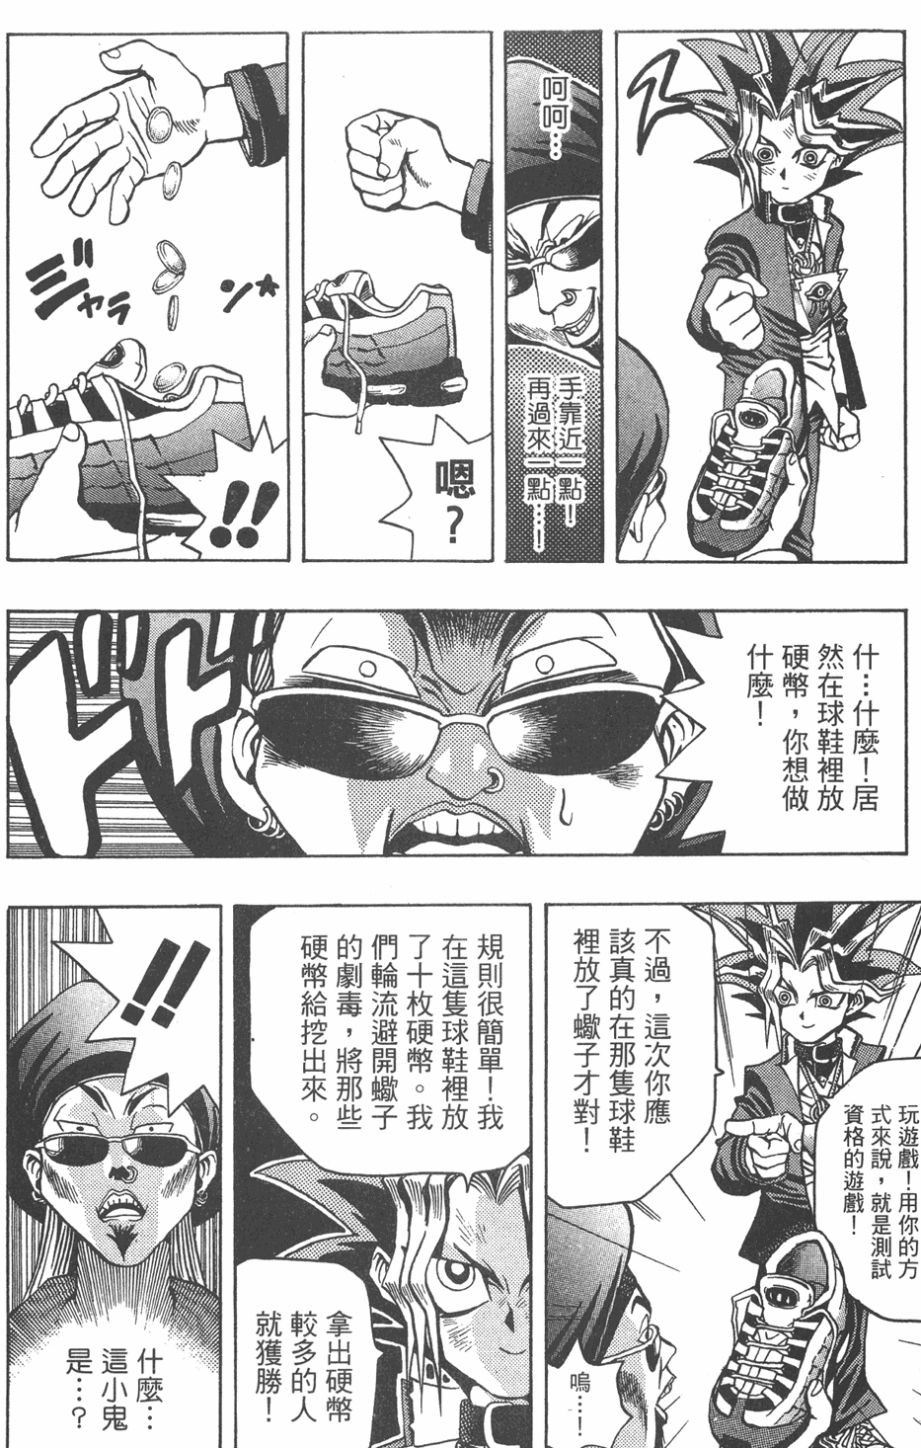 呵呵…
手靠近一點！
再過來一點……！
嗯？
ジャラ
ン
!!
什…什麼！居
然在球鞋裡放
硬幣，你想做
什麼！
ドドド
玩遊戲！用你的方
式來說，就是測試
資格的遊戲！
不過，這次你應
該真的在那隻球鞋
裡放了蠍子才對！
嗚…！
規則很簡單！我
在這隻球鞋裡放
了十枚硬幣。我
們輪流避開蠍子
的劇毒，將那些
硬幣給挖出來。
拿出硬幣
較多的人
就獲勝！
!!
什麼…
這小鬼
是…？